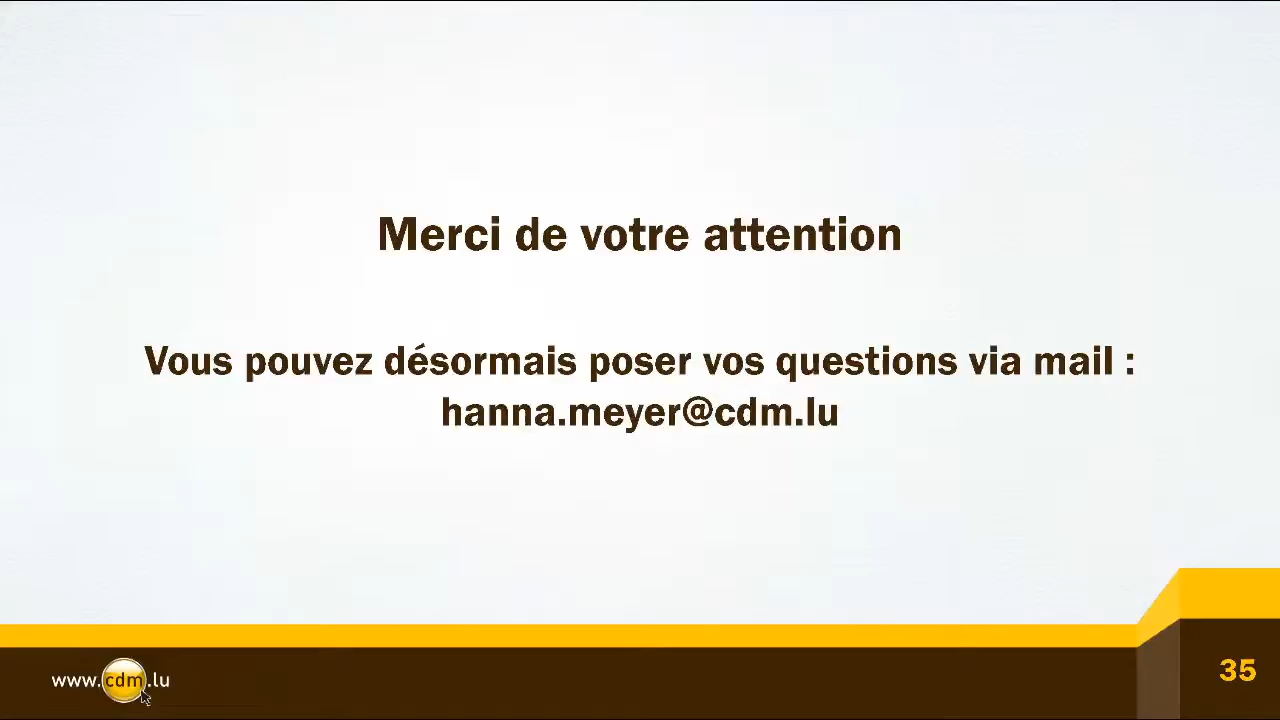 Merci de votre attention
Vous pouvez désormais poser vos questions via mail :
hanna.meyer@cdm.lu
www.cdm.lu
35